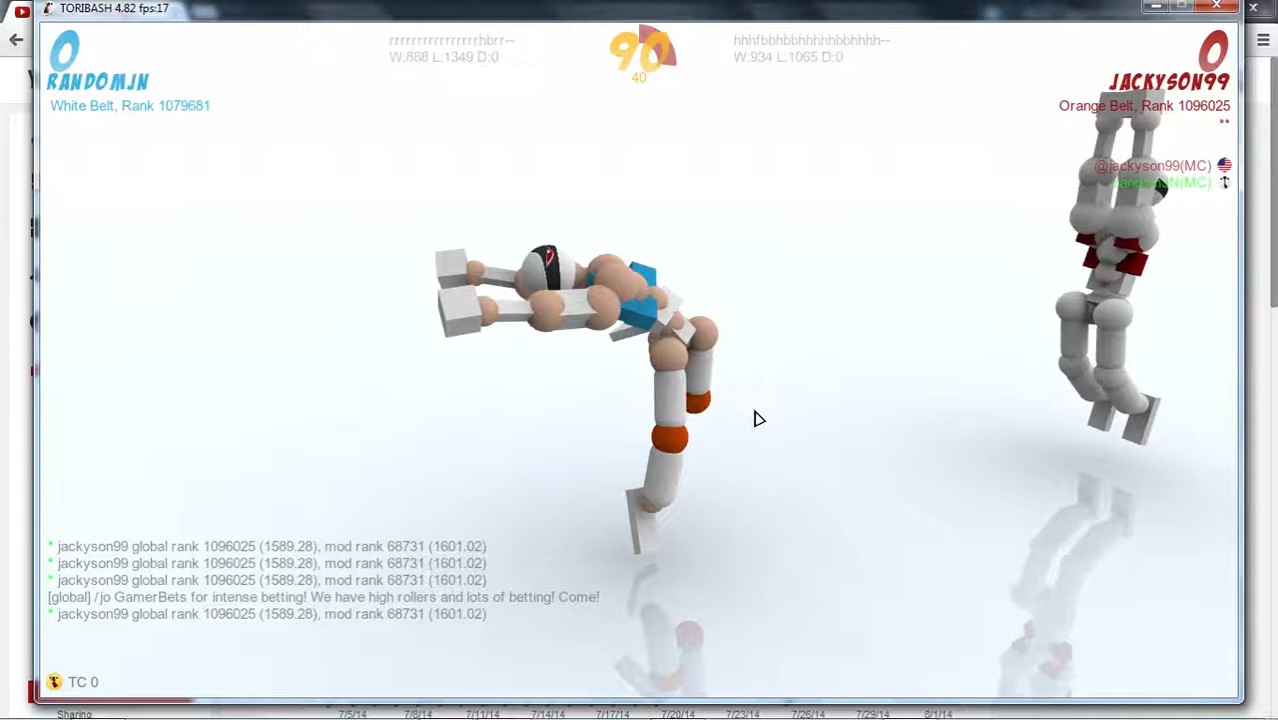 TORIBASH 4.82 fps:17
0
RANDOMJN
White Belt, Rank 1079681
rrrrrrrrrrrrrrrrhbrr--
W:888 L:1349 D:0
90
40
hhhfbbhbbhhhhhbbhhhh--
W:934 L:1065 D:0
0
JACKYSON99
Orange Belt, Rank 1096025
**
@jackyson99(MC)
randomJN(MC)
* jackyson99 global rank 1096025 (1589.28), mod rank 68731 (1601.02)
* jackyson99 global rank 1096025 (1589.28), mod rank 68731 (1601.02)
* jackyson99 global rank 1096025 (1589.28), mod rank 68731 (1601.02)
[global] /jo GamerBets for intense betting! We have high rollers and lots of betting! Come!
* jackyson99 global rank 1096025 (1589.28), mod rank 68731 (1601.02)
TC 0
Sharing 7/5/14 7/8/14 7/11/14 7/14/14 7/17/14 7/20/14 7/23/14 7/26/14 7/29/14 8/1/14